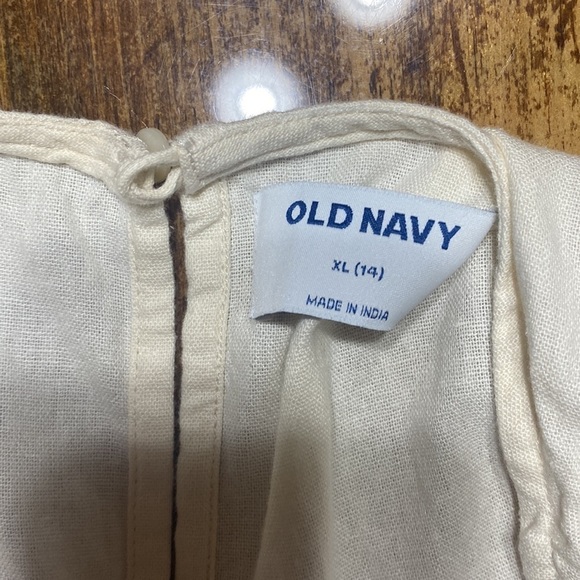 OLD NAVY
XL (14)
MADE IN INDIA